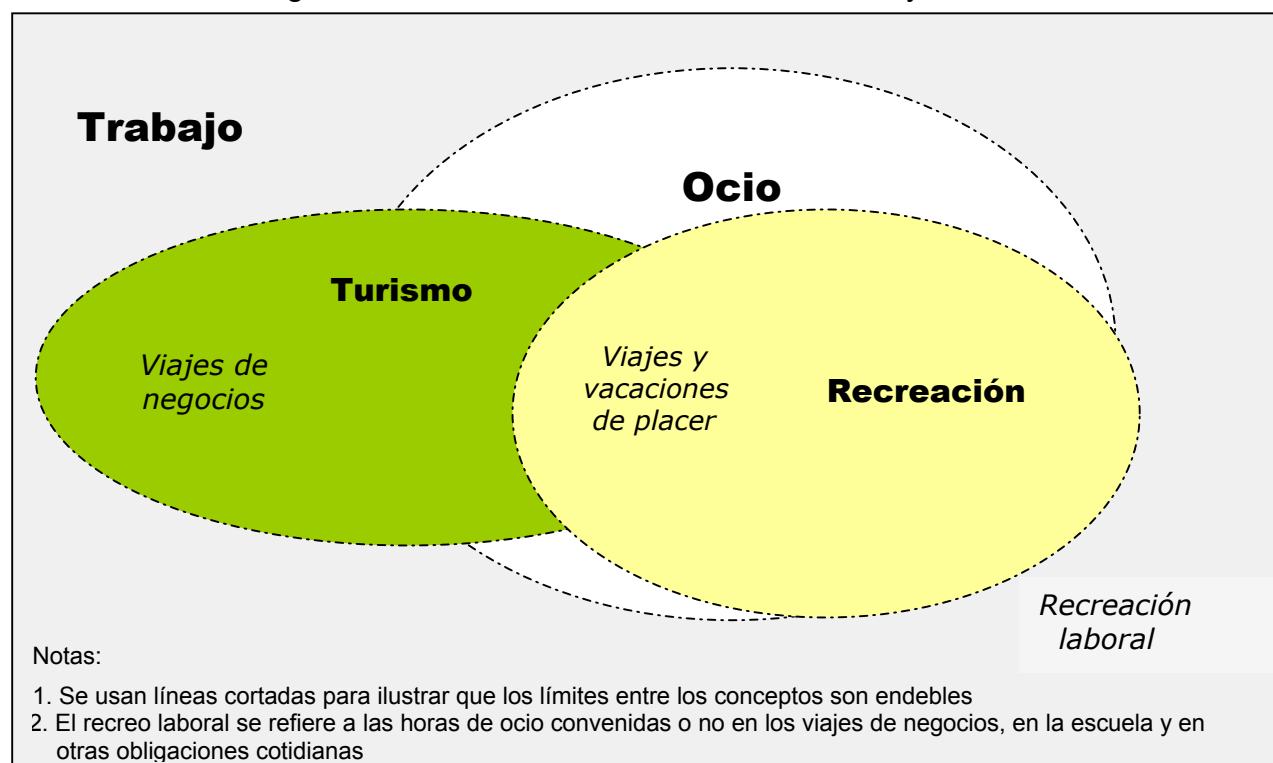 Trabajo
Ocio
Turismo
Viajes de
negocios
Viajes y
vacaciones
de placer
Recreación
Recreación
laboral
Notas:
1. Se usan líneas cortadas para ilustrar que los límites entre los conceptos son endebles
2. El recreo laboral se refiere a las horas de ocio convenidas o no en los viajes de negocios, en la escuela y en
otras obligaciones cotidianas